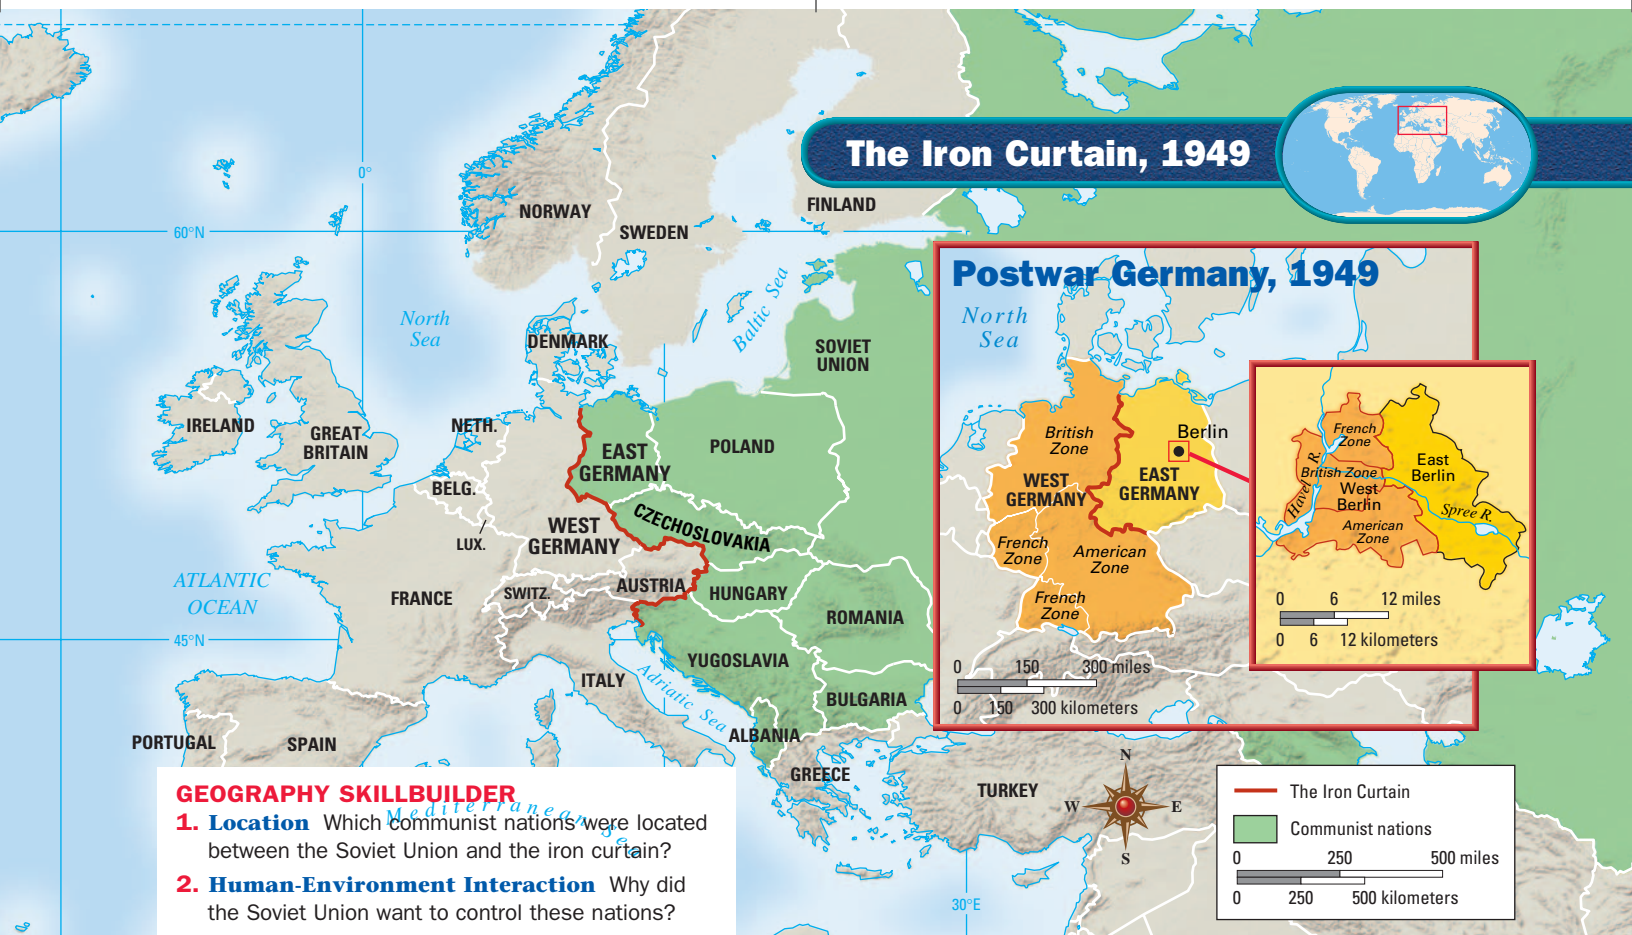 The Iron Curtain, 1949
0°
60°N
NORWAY
SWEDEN
FINLAND
North
Sea
Baltic Sea
DENMARK
SOVIET
UNION
IRELAND
GREAT
BRITAIN
NETH.
EAST
GERMANY
POLAND
BELG.
LUX.
WEST
GERMANY
CZECHOSLOVAKIA
ATLANTIC
OCEAN
FRANCE
SWITZ.
AUSTRIA
HUNGARY
ROMANIA
45°N
YUGOSLAVIA
ITALY
Adriatic Sea
BULGARIA
PORTUGAL
SPAIN
ALBANIA
GREECE
TURKEY
Mediterranean Sea
30°E
N
W
E
S
Postwar Germany, 1949
North
Sea
British
Zone
Berlin
WEST
GERMANY
EAST
GERMANY
French
Zone
American
Zone
French
Zone
0 150 300 miles
0 150 300 kilometers
French
Zone
Havel R.
British Zone
East
Berlin
West
Berlin
Spree R.
American
Zone
0 6 12 miles
0 6 12 kilometers
The Iron Curtain
Communist nations
0 250 500 miles
0 250 500 kilometers
GEOGRAPHY SKILLBUILDER
1. Location Which communist nations were located
between the Soviet Union and the iron curtain?
2. Human-Environment Interaction Why did
the Soviet Union want to control these nations?